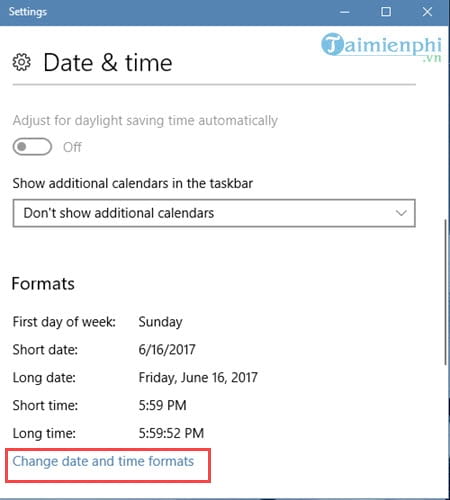 Settings
Taimienphi
.vn
Date & time
Adjust for daylight saving time automatically
Off
Show additional calendars in the taskbar
Don't show additional calendars
Formats
First day of week: Sunday
Short date: 6/16/2017
Long date: Friday, June 16, 2017
Short time: 5:59 PM
Long time: 5:59:52 PM
Change date and time formats